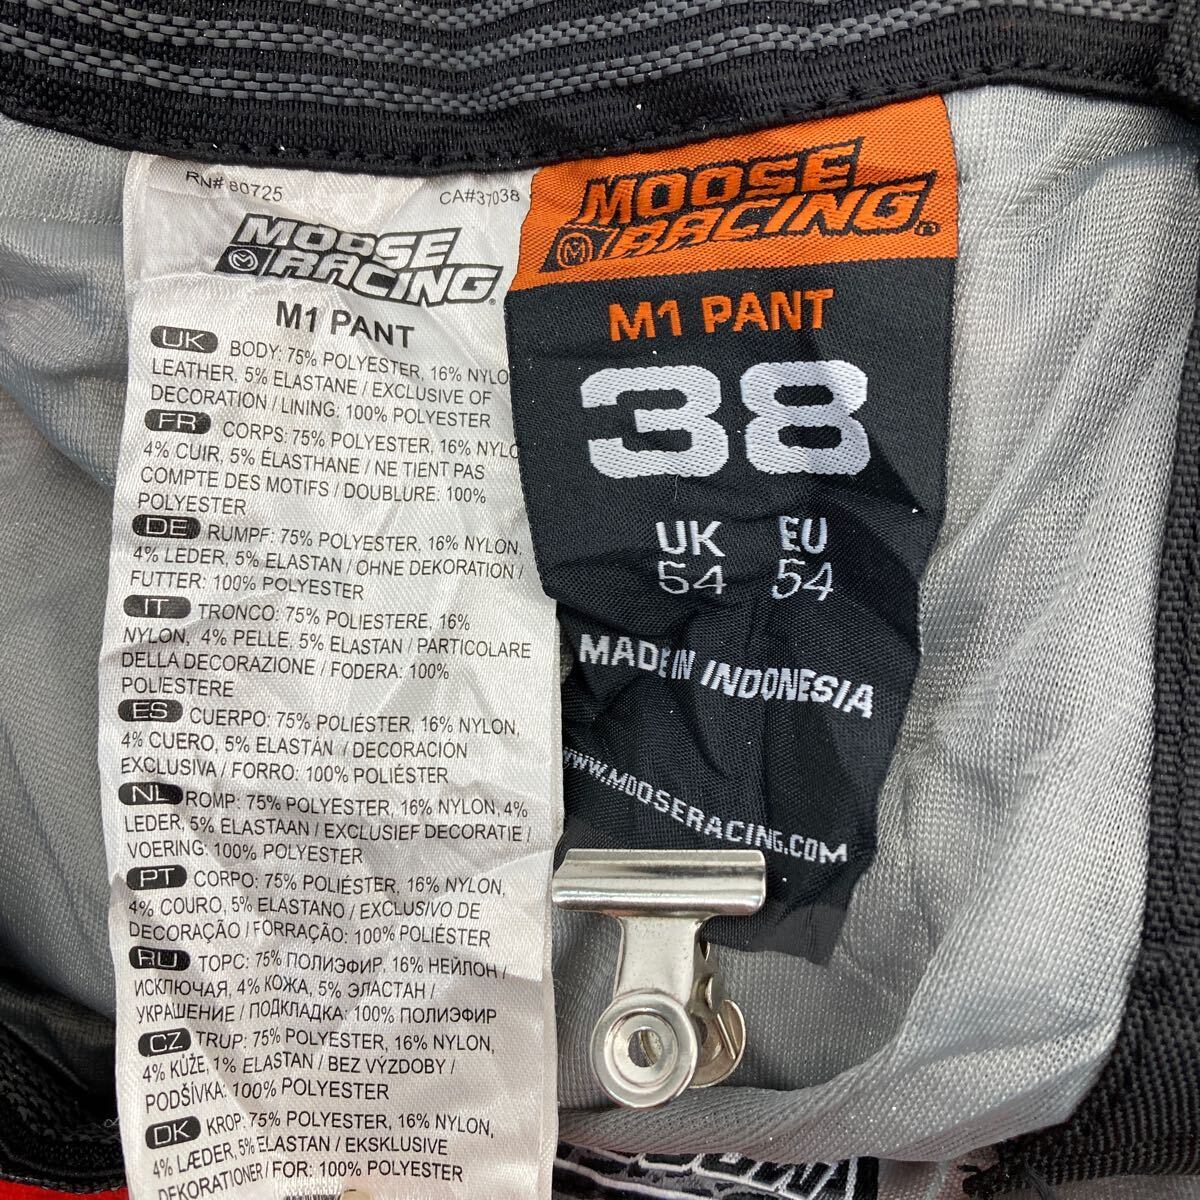 RN# 80725 CA#37038
MOOSE
RACING
M1 PANT
UK BODY: 75% POLYESTER, 16% NYLO
LEATHER, 5% ELASTANE / EXCLUSIVE OF
DECORATION / LINING: 100% POLYESTER
FR CORPS: 75% POLYESTER, 16% NYLO
4% CUIR, 5% ÉLASTHANE / NE TIENT PAS
COMPTE DES MOTIFS / DOUBLURE: 100%
POLYESTER
DE RUMPF: 75% POLYESTER, 16% NYLON,
4% LEDER, 5% ELASTAN / OHNE DEKORATION /
FUTTER: 100% POLYESTER
IT TRONCO: 75% POLIESTERE, 16%
NYLON, 4% PELLE, 5% ELASTAN / PARTICOLARE
DELLA DECORAZIONE / FODERA: 100%
POLIESTERE
ES CUERPO: 75% POLIÉSTER, 16% NYLON,
4% CUERO, 5% ELASTÁN / DECORACIÓN
EXCLUSIVA / FORRO: 100% POLIÉSTER
NL ROMP: 75% POLYESTER, 16% NYLON, 4%
LEDER, 5% ELASTAAN / EXCLUSIEF DECORATIE /
VOERING: 100% POLYESTER
PT CORPO: 75% POLIÉSTER, 16% NYLON,
4% COURO, 5% ELASTANO / EXCLUSIVO DE
DECORAÇÃO / FORRAÇÃO: 100% POLIÉSTER
RU ТОРС: 75% ПОЛИЭФИР, 16% НЕЙЛОН /
ИСКЛЮЧАЯ, 4% КОЖА, 5% ЭЛАСТАН /
УКРАШЕНИЕ / ПОДКЛАДКА: 100% ПОЛИЭФИР
CZ TRUP: 75% POLYESTER, 16% NYLON,
4% KŮŽE, 1% ELASTAN / BEZ VÝZDOBY /
PODŠÍVKA: 100% POLYESTER
DK KROP: 75% POLYESTER, 16% NYLON,
4% LÆDER, 5% ELASTAN / EKSKLUSIVE
DEKORATIONER / FOR: 100% POLYESTER
MOOSE
RACING®
M1 PANT
38
UK EU
54 54
MADE IN INDONESIA
WWW.MOOSERACING.COM